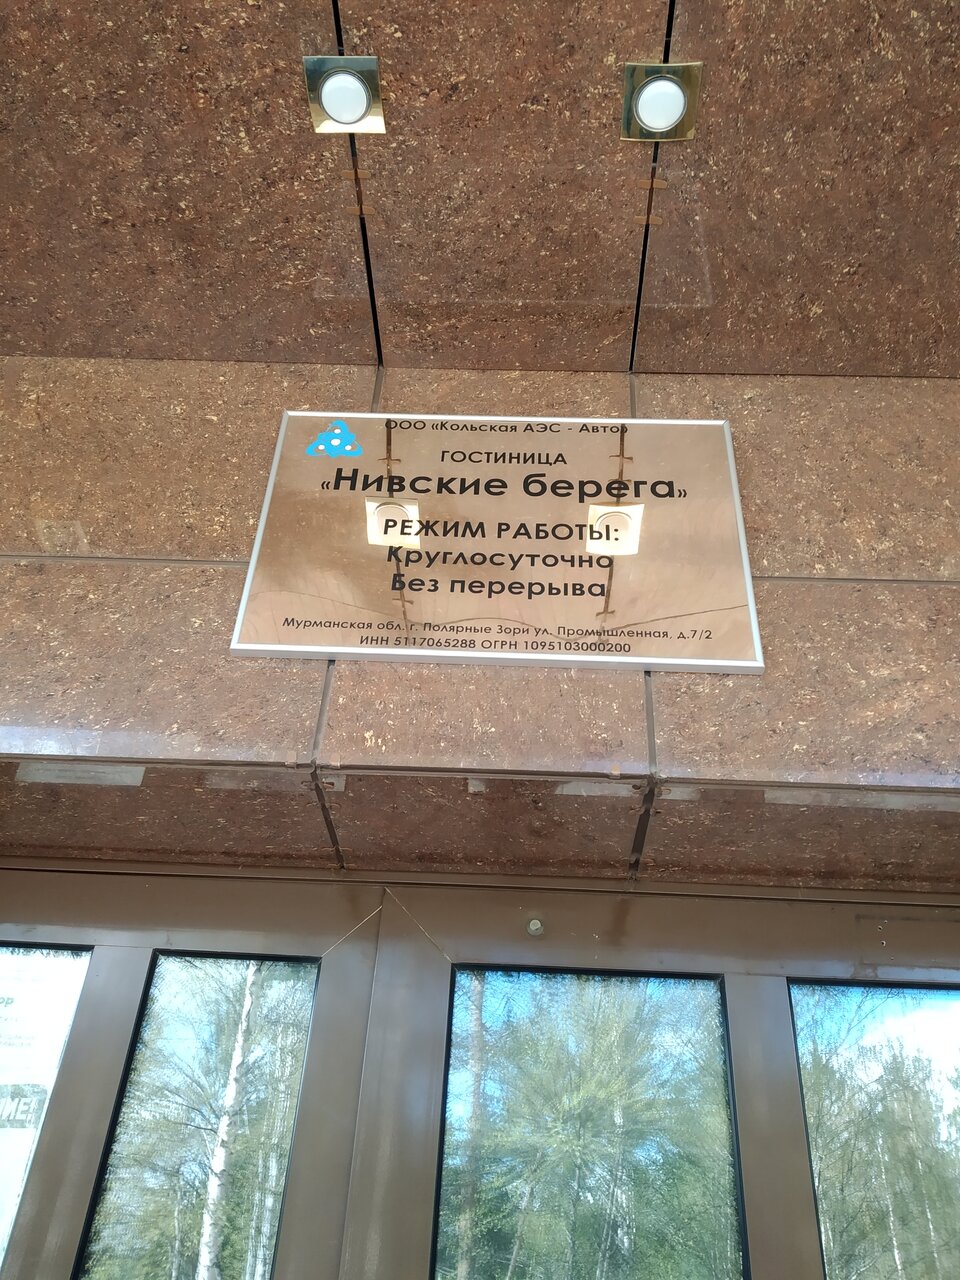 ООО «Кольская АЭС - Авто»
ГОСТИНИЦА
«Нивские берега»
РЕЖИМ РАБОТЫ:
Круглосуточно
Без перерыва
Мурманская обл. г. Полярные Зори ул. Промышленная, д.7/2
ИНН 5117065288 ОГРН 1095103000200